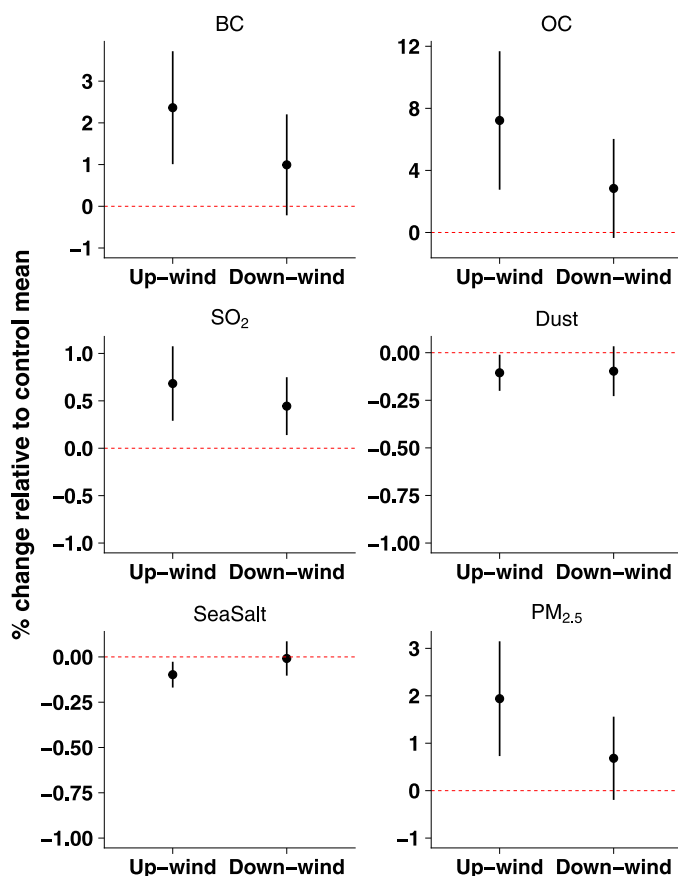 % change relative to control mean
BC
3
2
1
0
−1
Up−wind Down−wind
OC
12
8
4
0
Up−wind Down−wind
SO₂
1.0
0.5
0.0
−0.5
−1.0
Up−wind Down−wind
Dust
0.00
−0.25
−0.50
−0.75
−1.00
Up−wind Down−wind
SeaSalt
0.00
−0.25
−0.50
−0.75
−1.00
Up−wind Down−wind
PM₂.₅
3
2
1
0
−1
Up−wind Down−wind